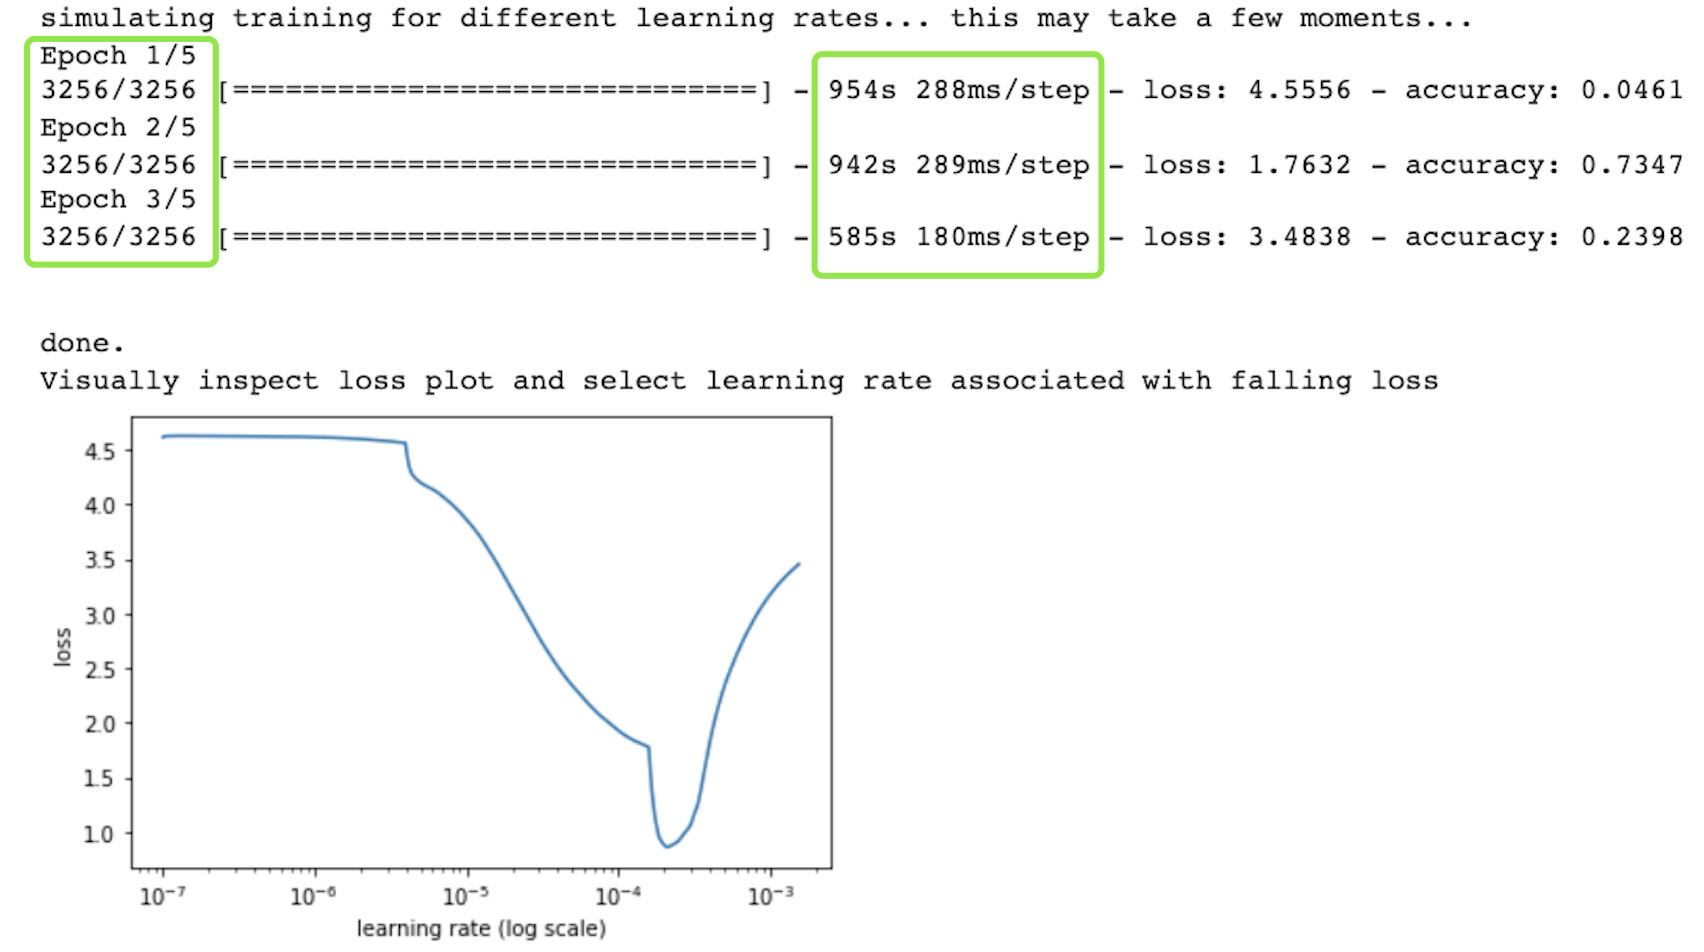 simulating training for different learning rates... this may take a few moments...
Epoch 1/5
3256/3256 [==============================] - 954s 288ms/step - loss: 4.5556 - accuracy: 0.0461
Epoch 2/5
3256/3256 [==============================] - 942s 289ms/step - loss: 1.7632 - accuracy: 0.7347
Epoch 3/5
3256/3256 [==============================] - 585s 180ms/step - loss: 3.4838 - accuracy: 0.2398
done.
Visually inspect loss plot and select learning rate associated with falling loss
4.5
4.0
3.5
3.0
loss
2.5
2.0
1.5
1.0
10⁻⁷ 10⁻⁶ 10⁻⁵ 10⁻⁴ 10⁻³
learning rate (log scale)